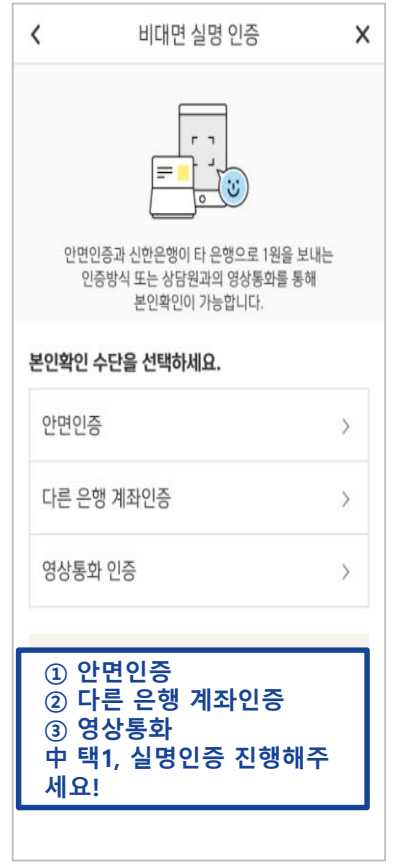 비대면 실명 인증
안면인증과 신한은행이 타 은행으로 1원을 보내는
인증방식 또는 상담원과의 영상통화를 통해
본인확인이 가능합니다.
본인확인 수단을 선택하세요.
안면인증
다른 은행 계좌인증
영상통화 인증
① 안면인증
② 다른 은행 계좌인증
③ 영상통화
中 택1, 실명인증 진행해주
세요!